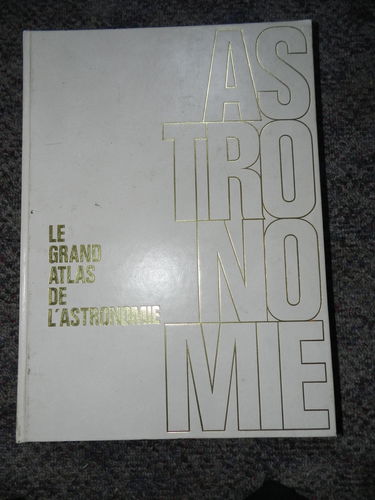 AS
TRO
NO
MIE
LE
GRAND
ATLAS
DE
L'ASTRONOMIE